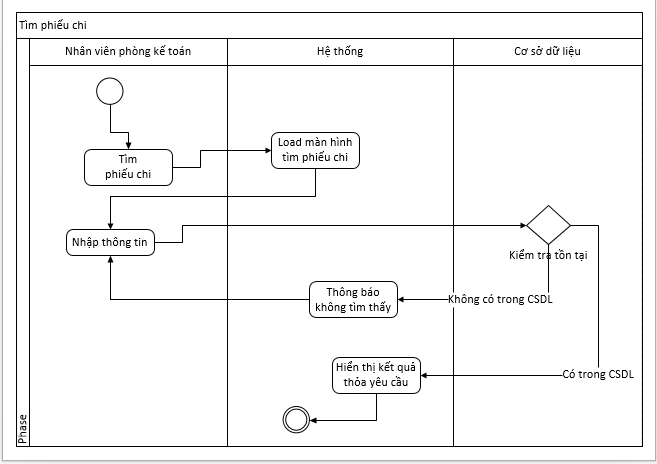 Tìm phiếu chi
Nhân viên phòng kế toán
Hệ thống
Cơ sở dữ liệu
Tìm
phiếu chi
Load màn hình
tìm phiếu chi
Nhập thông tin
Kiểm tra tồn tại
Thông báo
không tìm thấy
Không có trong CSDL
Hiển thị kết quả
thỏa yêu cầu
Có trong CSDL
Phase